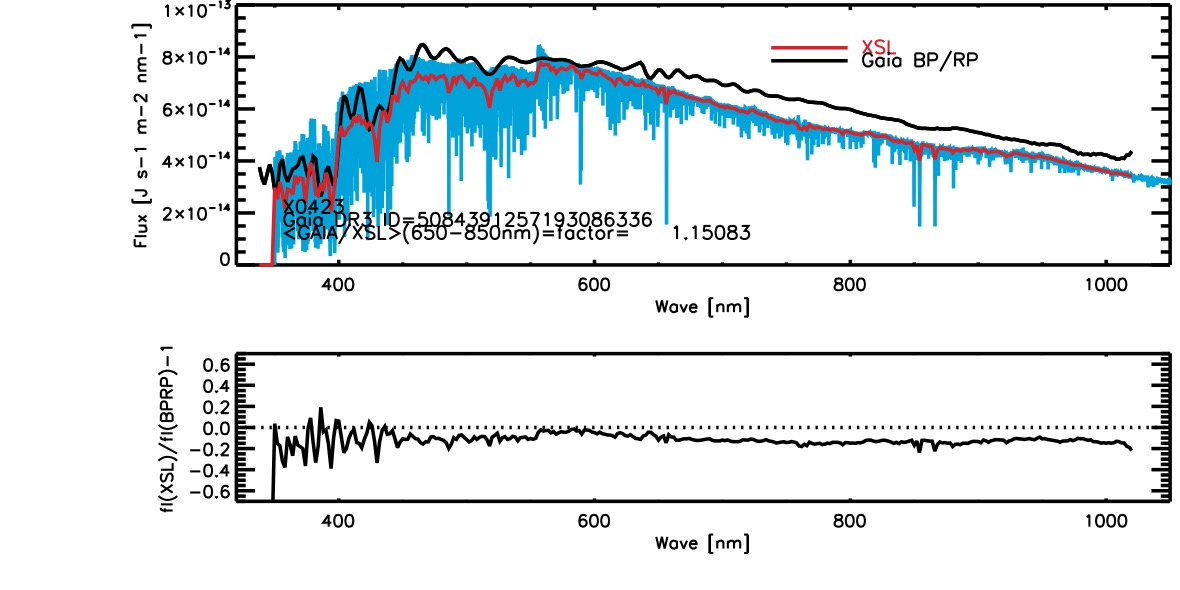 1×10−13
8×10−14
6×10−14
4×10−14
2×10−14
0
Flux [J s−1 m−2 nm−1]
XSL
Gaia BP/RP
X0423
Gaia DR3 ID=5084391257193086336
<GAIA/XSL>(650−850nm)=factor= 1.15083
400 600 800 1000
Wave [nm]
fl(XSL)/fl(BPRP)−1
0.6
0.4
0.2
0.0
−0.2
−0.4
−0.6
400 600 800 1000
Wave [nm]